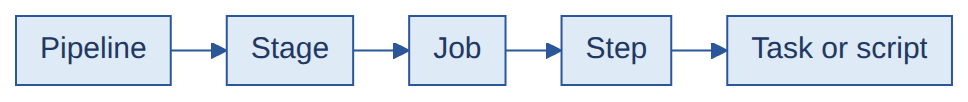 Pipeline
Stage
Job
Step
Task or script